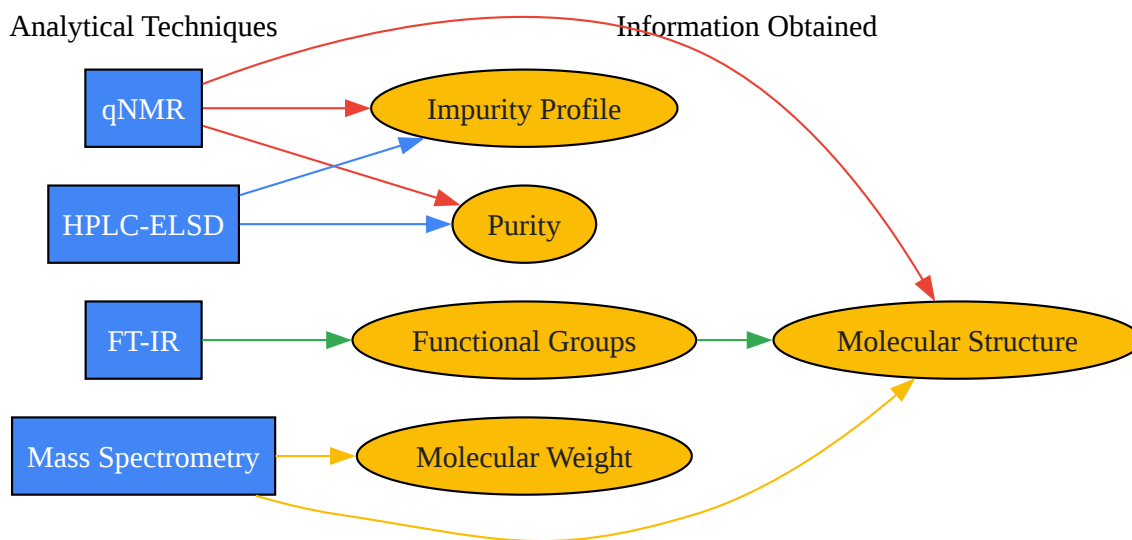 Analytical Techniques
Information Obtained
qNMR
Impurity Profile
HPLC-ELSD
Purity
FT-IR
Functional Groups
Molecular Structure
Mass Spectrometry
Molecular Weight